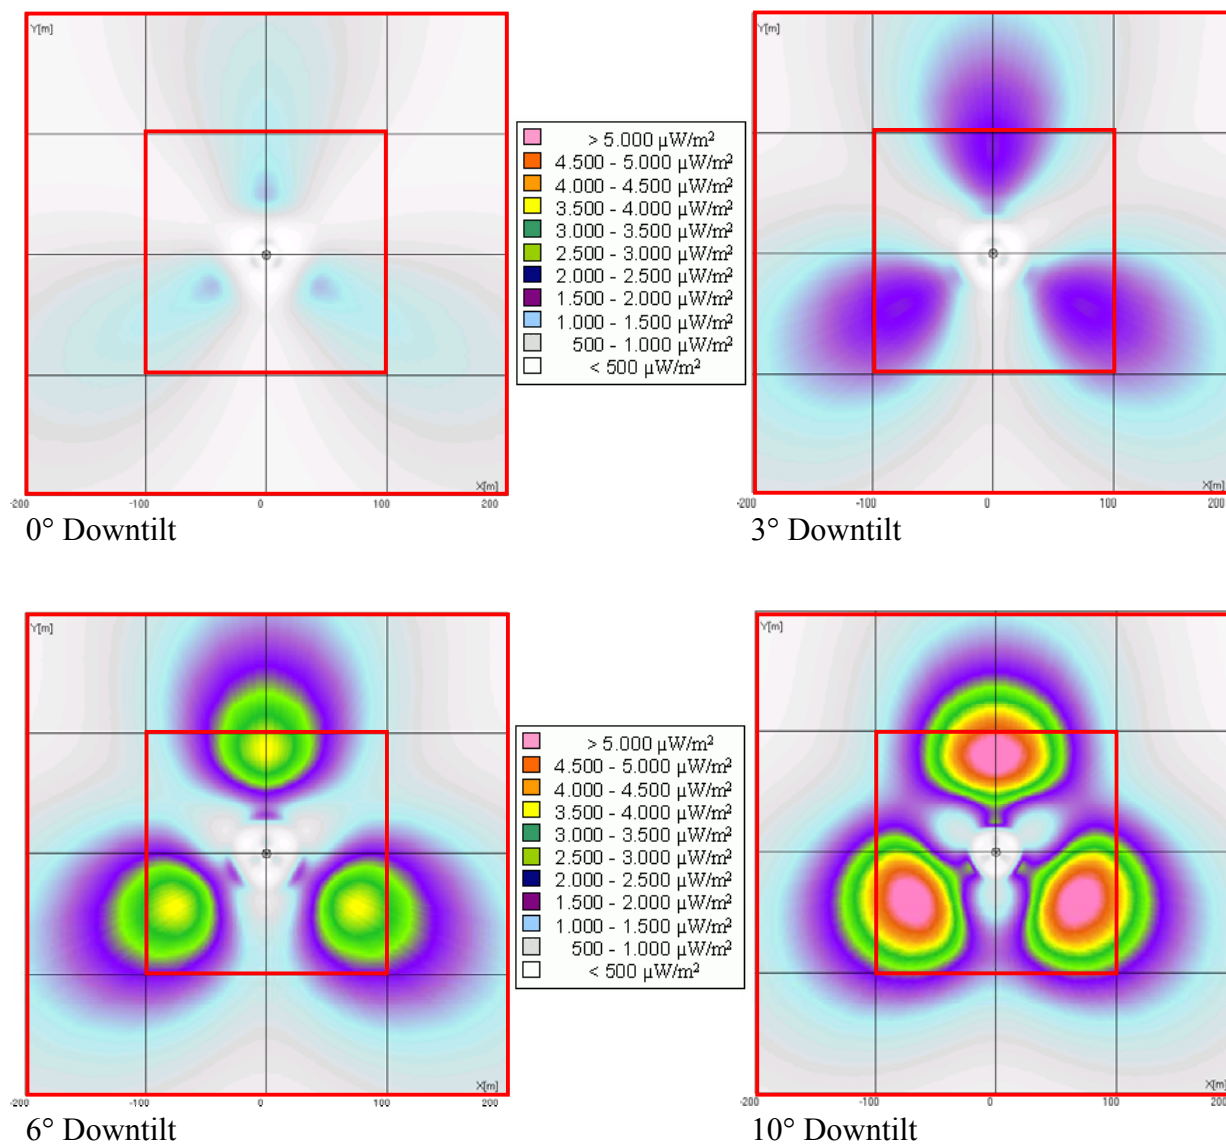 Y[m]
X[m]
-200 -100 0 100 200
0° Downtilt
> 5.000 µW/m²
4.500 - 5.000 µW/m²
4.000 - 4.500 µW/m²
3.500 - 4.000 µW/m²
3.000 - 3.500 µW/m²
2.500 - 3.000 µW/m²
2.000 - 2.500 µW/m²
1.500 - 2.000 µW/m²
1.000 - 1.500 µW/m²
500 - 1.000 µW/m²
< 500 µW/m²
Y[m]
X[m]
-200 -100 0 100 200
3° Downtilt
Y[m]
X[m]
-200 -100 0 100 200
6° Downtilt
> 5.000 µW/m²
4.500 - 5.000 µW/m²
4.000 - 4.500 µW/m²
3.500 - 4.000 µW/m²
3.000 - 3.500 µW/m²
2.500 - 3.000 µW/m²
2.000 - 2.500 µW/m²
1.500 - 2.000 µW/m²
1.000 - 1.500 µW/m²
500 - 1.000 µW/m²
< 500 µW/m²
Y[m]
X[m]
-200 -100 0 100 200
10° Downtilt